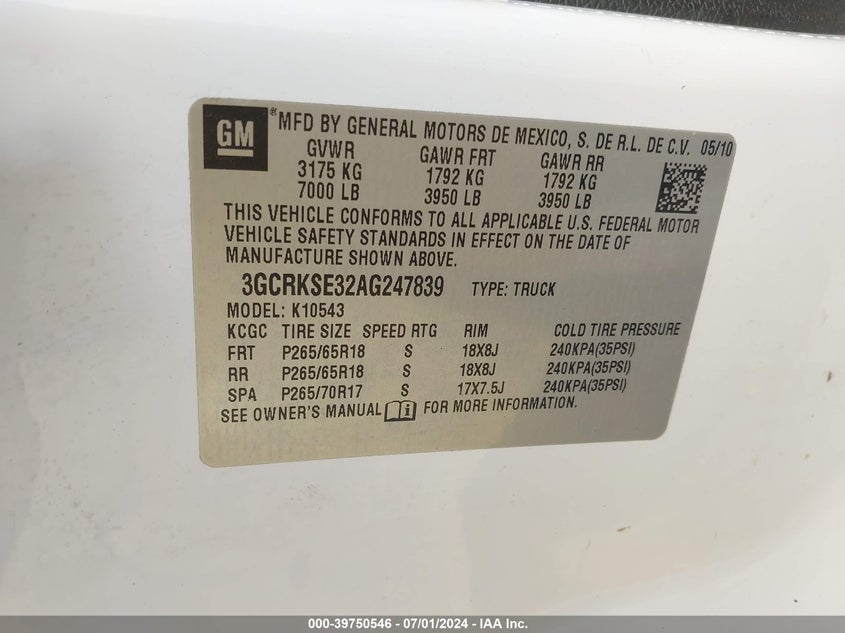 GM ® MFD BY GENERAL MOTORS DE MEXICO, S. DE R.L. DE C.V. 05/10
GVWR GAWR FRT GAWR RR
3175 KG 1792 KG 1792 KG
7000 LB 3950 LB 3950 LB
THIS VEHICLE CONFORMS TO ALL APPLICABLE U.S. FEDERAL MOTOR
VEHICLE SAFETY STANDARDS IN EFFECT ON THE DATE OF
MANUFACTURE SHOWN ABOVE.
3GCRKSE32AG247839 TYPE: TRUCK
MODEL: K10543
KCGC TIRE SIZE SPEED RTG RIM COLD TIRE PRESSURE
FRT P265/65R18 S 18X8J 240KPA(35PSI)
RR P265/65R18 S 18X8J 240KPA(35PSI)
SPA P265/70R17 S 17X7.5J 240KPA(35PSI)
SEE OWNER'S MANUAL i FOR MORE INFORMATION.
000-39750546 - 07/01/2024 - IAA Inc.